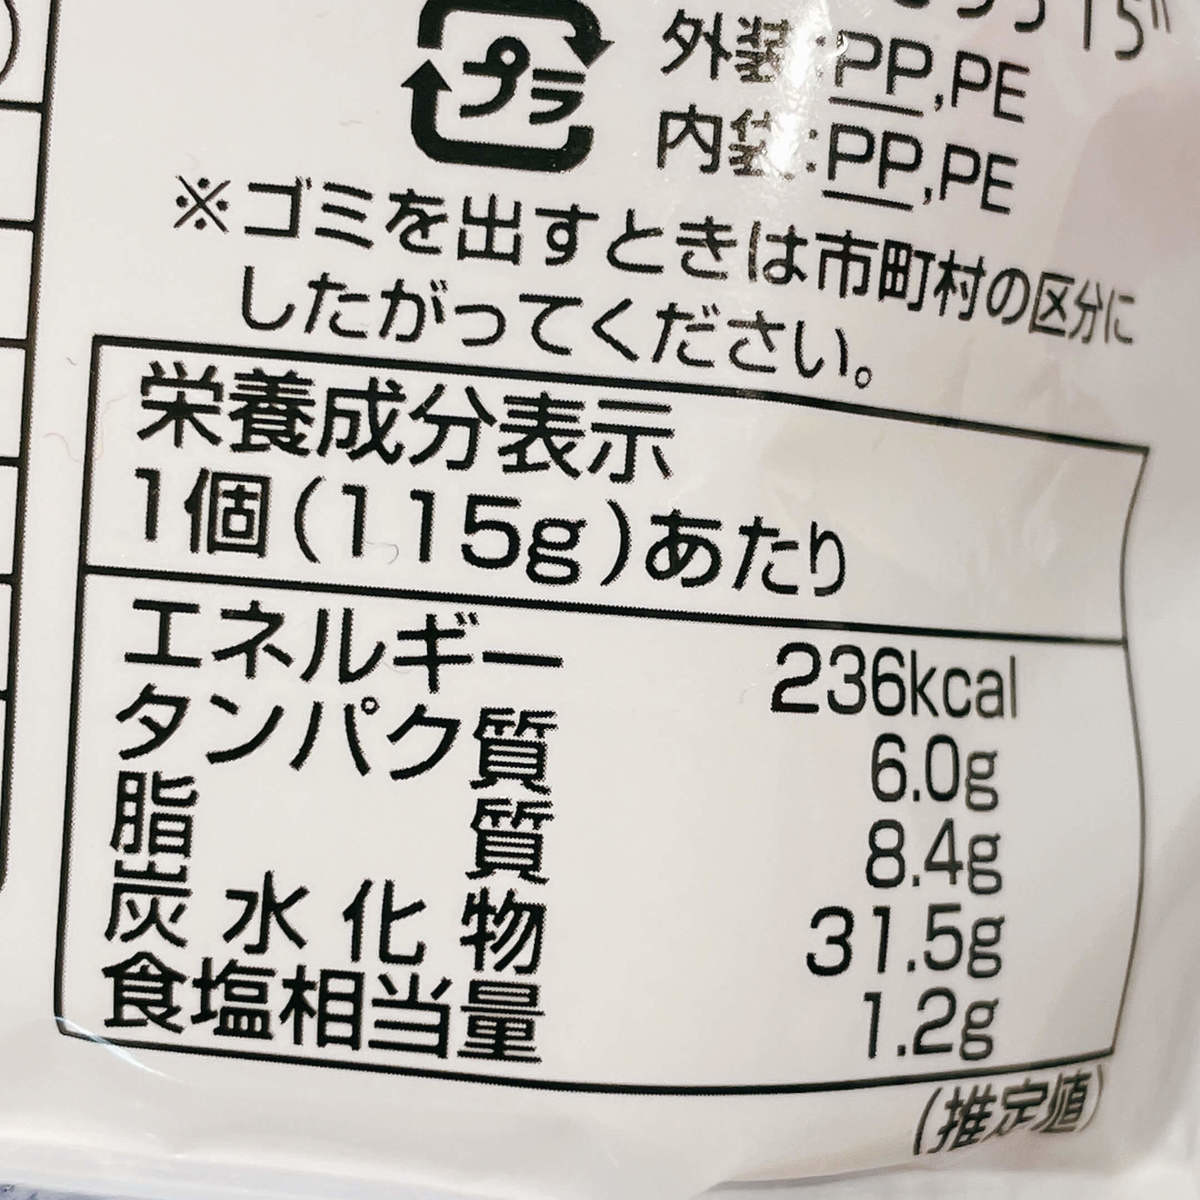 プラ
外装:PP,PE
内袋:PP,PE
※ゴミを出すときは市町村の区分に
したがってください。
栄養成分表示
1個(115g)あたり
エネルギー 236kcal
タンパク質 6.0g
脂質 8.4g
炭水化物 31.5g
食塩相当量 1.2g
(推定値)